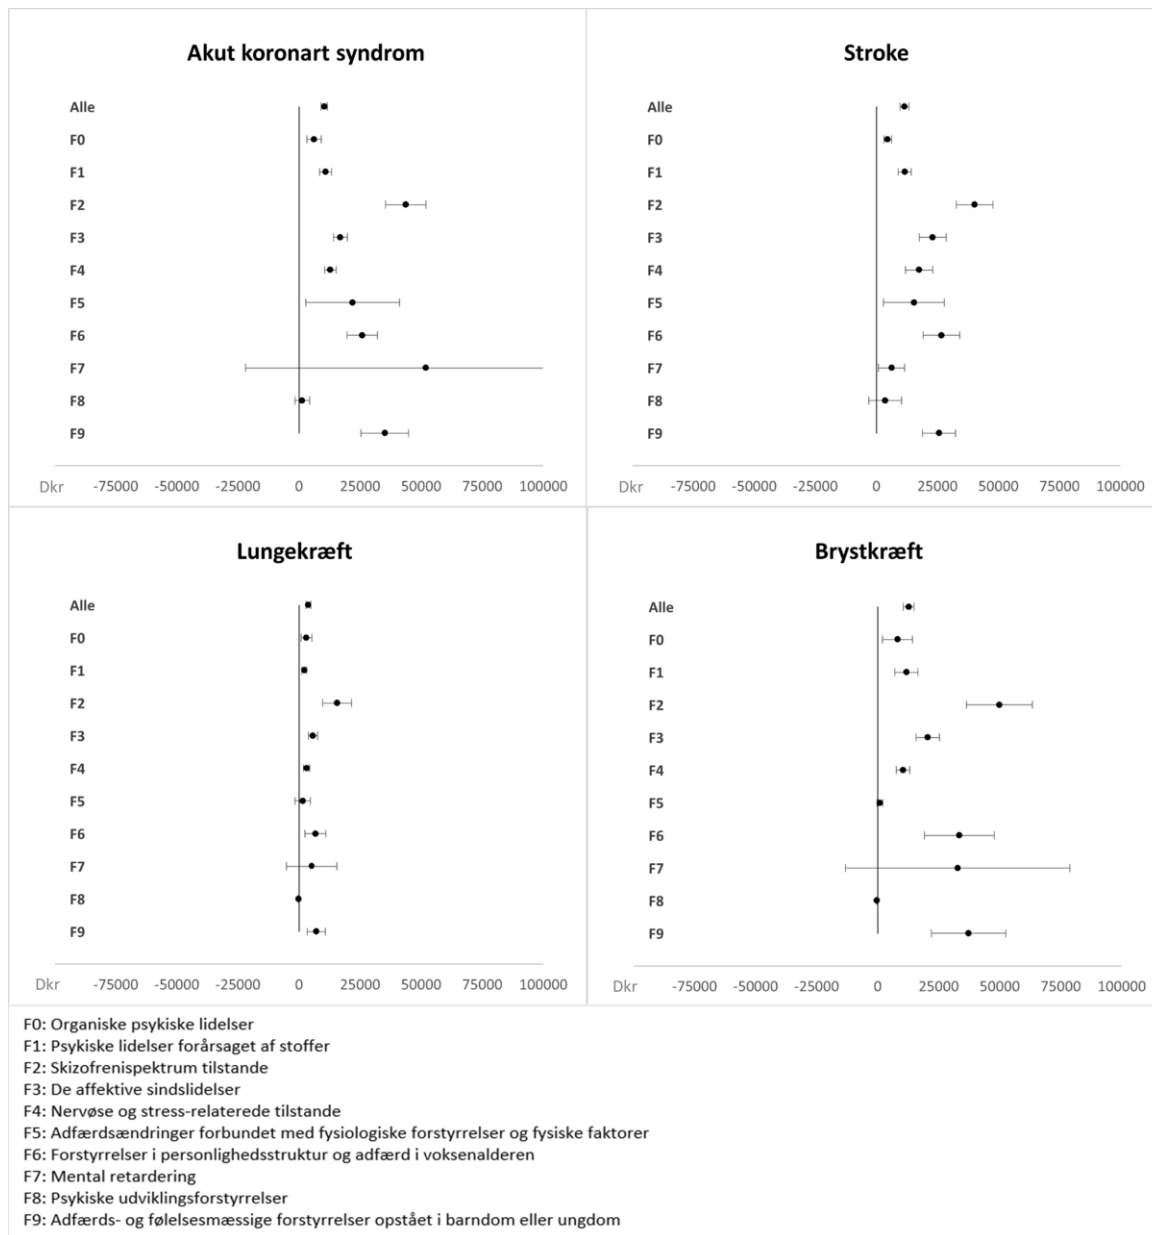 Akut koronart syndrom
Alle
F0
F1
F2
F3
F4
F5
F6
F7
F8
F9
Dkr -75000 -50000 -25000 0 25000 50000 75000 100000
Stroke
Alle
F0
F1
F2
F3
F4
F5
F6
F7
F8
F9
Dkr -75000 -50000 -25000 0 25000 50000 75000 100000
Lungekræft
Alle
F0
F1
F2
F3
F4
F5
F6
F7
F8
F9
Dkr -75000 -50000 -25000 0 25000 50000 75000 100000
Brystkræft
Alle
F0
F1
F2
F3
F4
F5
F6
F7
F8
F9
Dkr -75000 -50000 -25000 0 25000 50000 75000 100000
F0: Organiske psykiske lidelser
F1: Psykiske lidelser forårsaget af stoffer
F2: Skizofrenispektrum tilstande
F3: De affektive sindslidelser
F4: Nervøse og stress-relaterede tilstande
F5: Adfærdsændringer forbundet med fysiologiske forstyrrelser og fysiske faktorer
F6: Forstyrrelser i personlighedsstruktur og adfærd i voksenalderen
F7: Mental retardering
F8: Psykiske udviklingsforstyrrelser
F9: Adfærds- og følelsesmæssige forstyrrelser opstået i barndom eller ungdom